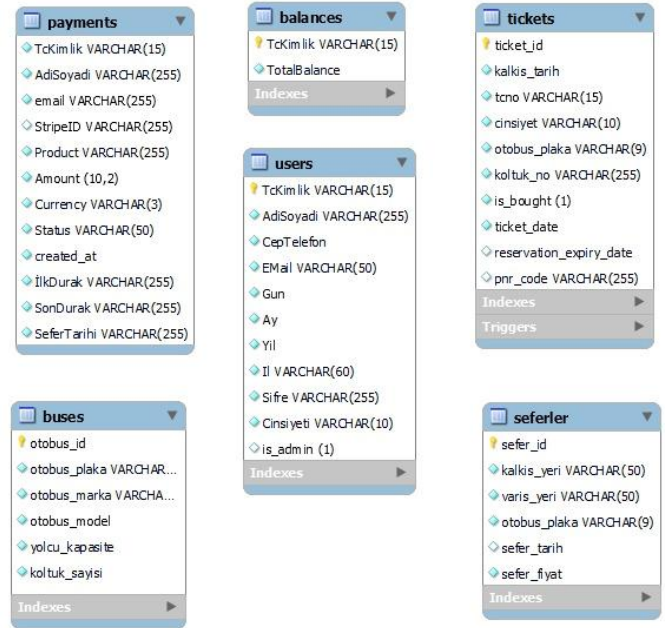 payments
TcKimlik VARCHAR(15)
AdiSoyadi VARCHAR(255)
email VARCHAR(255)
StripeID VARCHAR(255)
Product VARCHAR(255)
Amount (10,2)
Currency VARCHAR(3)
Status VARCHAR(50)
created_at
İlkDurak VARCHAR(255)
SonDurak VARCHAR(255)
SeferTarihi VARCHAR(255)
balances
TcKimlik VARCHAR(15)
TotalBalance
Indexes
users
TcKimlik VARCHAR(15)
AdiSoyadi VARCHAR(255)
CepTelefon
EMail VARCHAR(50)
Gun
Ay
Yil
Il VARCHAR(60)
Sifre VARCHAR(255)
Cinsiyeti VARCHAR(10)
is_admin (1)
Indexes
tickets
ticket_id
kalkis_tarih
tcno VARCHAR(15)
cinsiyet VARCHAR(10)
otobus_plaka VARCHAR(9)
koltuk_no VARCHAR(255)
is_bought (1)
ticket_date
reservation_expiry_date
pnr_code VARCHAR(255)
Indexes
Triggers
buses
otobus_id
otobus_plaka VARCHAR...
otobus_marka VARCHA...
otobus_model
yolcu_kapasite
koltuk_sayisi
Indexes
seferler
sefer_id
kalkis_yeri VARCHAR(50)
varis_yeri VARCHAR(50)
otobus_plaka VARCHAR(9)
sefer_tarih
sefer_fiyat
Indexes